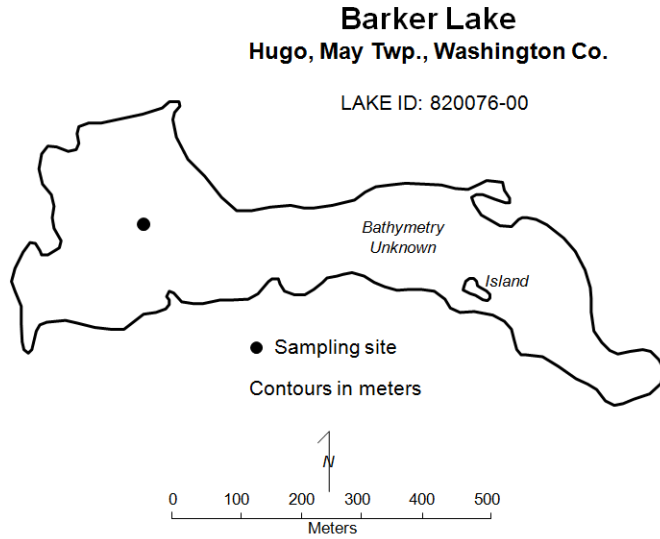 Barker Lake
Hugo, May Twp., Washington Co.
LAKE ID: 820076-00
Bathymetry
Unknown
Island
Sampling site
Contours in meters
N
0 100 200 300 400 500
Meters